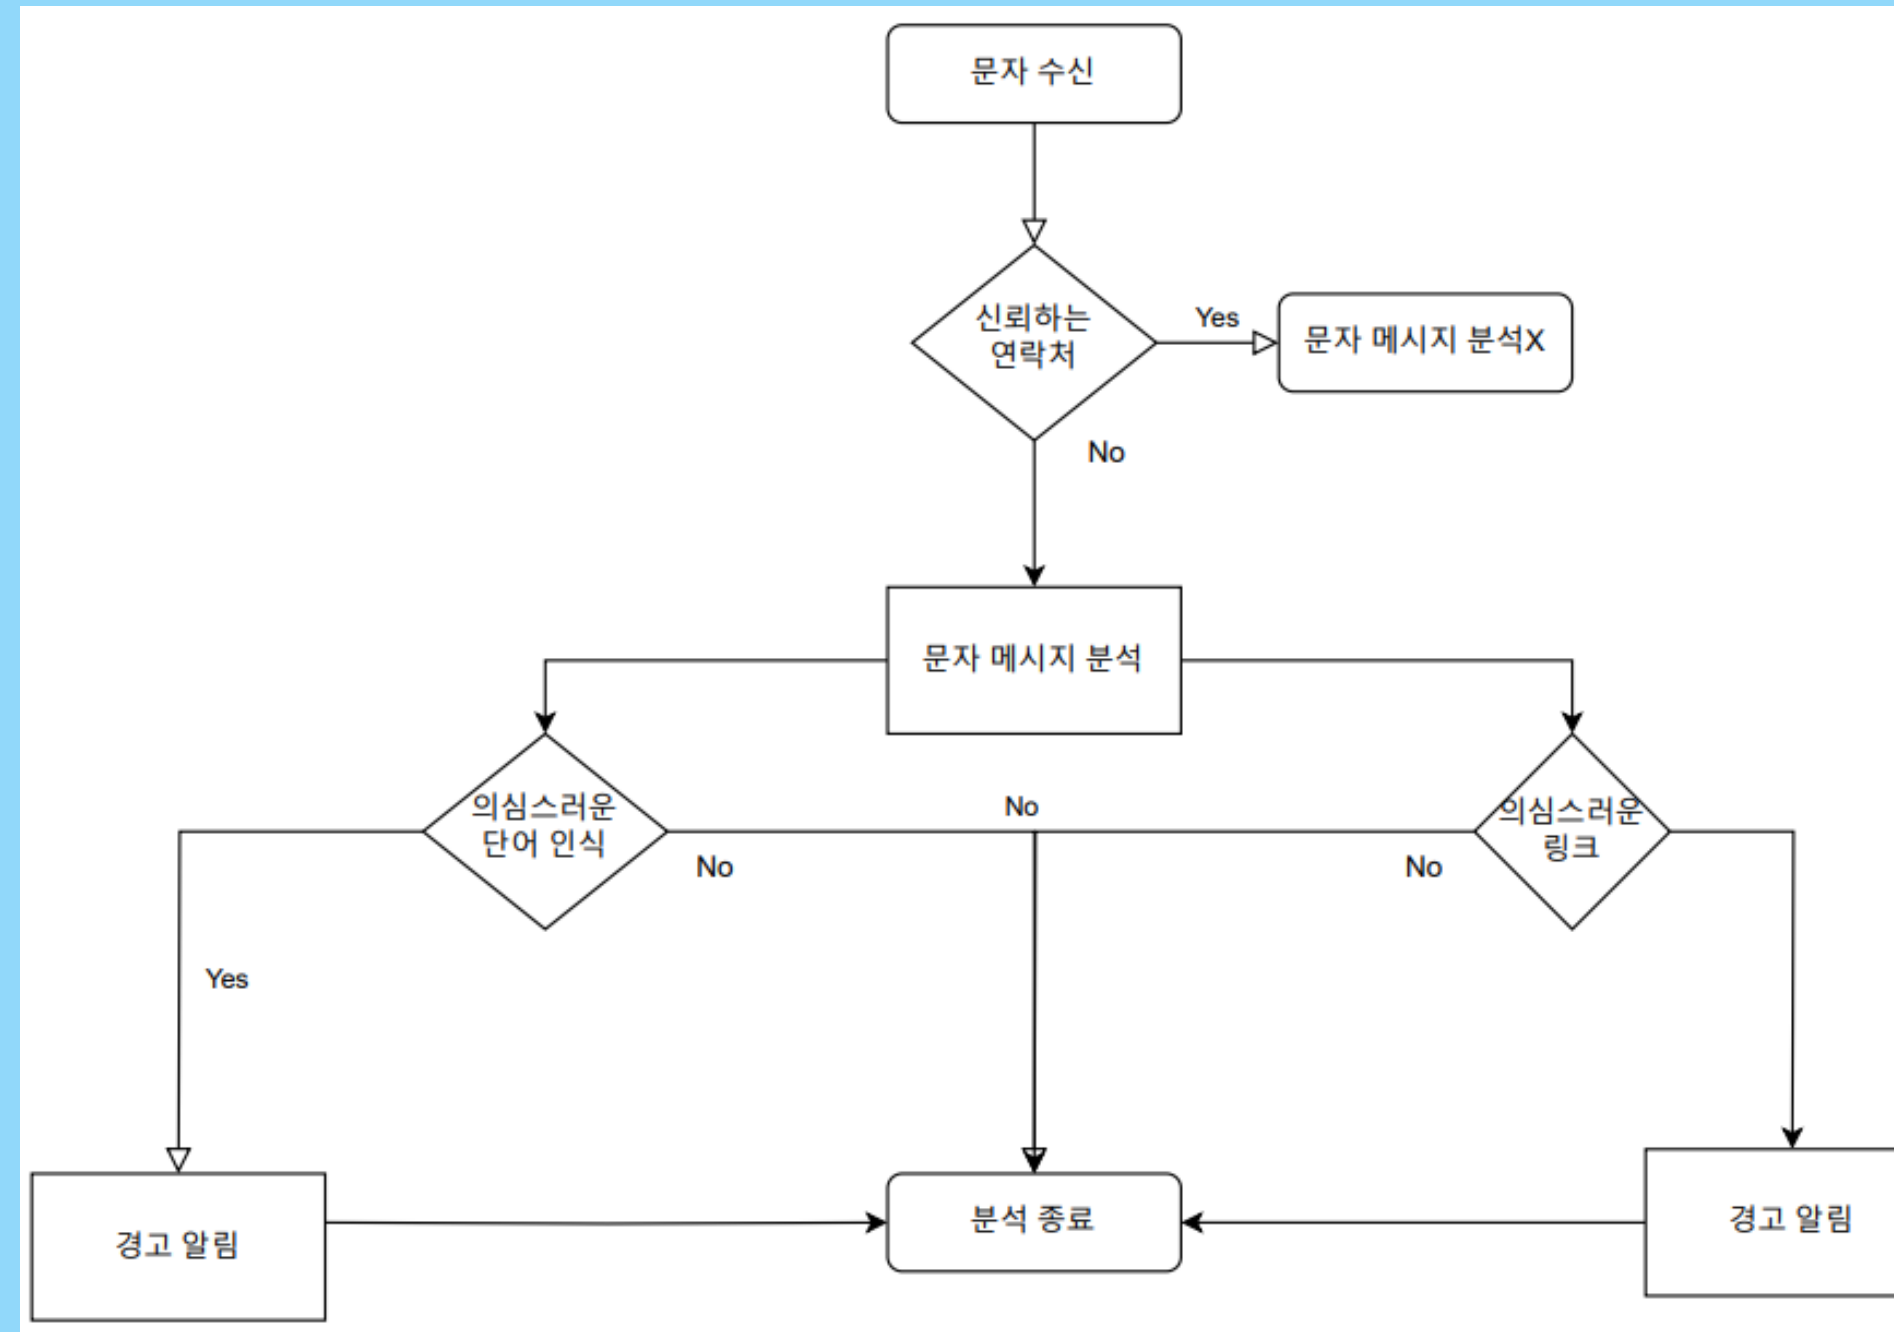 문자 수신
신뢰하는
연락처
Yes
문자 메시지 분석X
No
문자 메시지 분석
의심스러운
단어 인식
No
의심스러운
링크
No
No
Yes
경고 알림
분석 종료
경고 알림